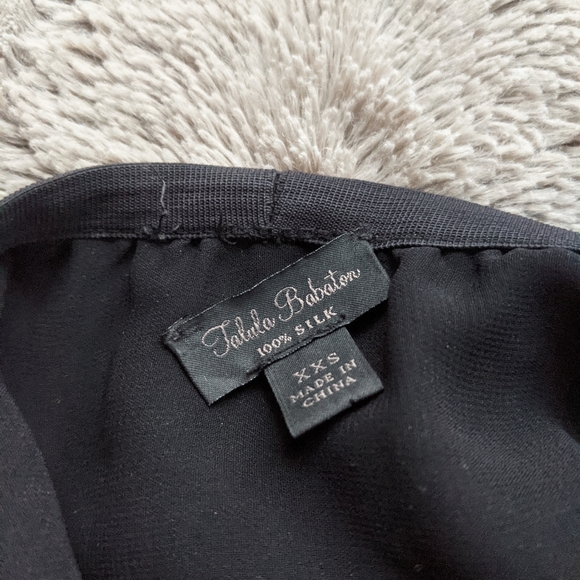 Talula Babaton
100% SILK
XXS
MADE IN
CHINA